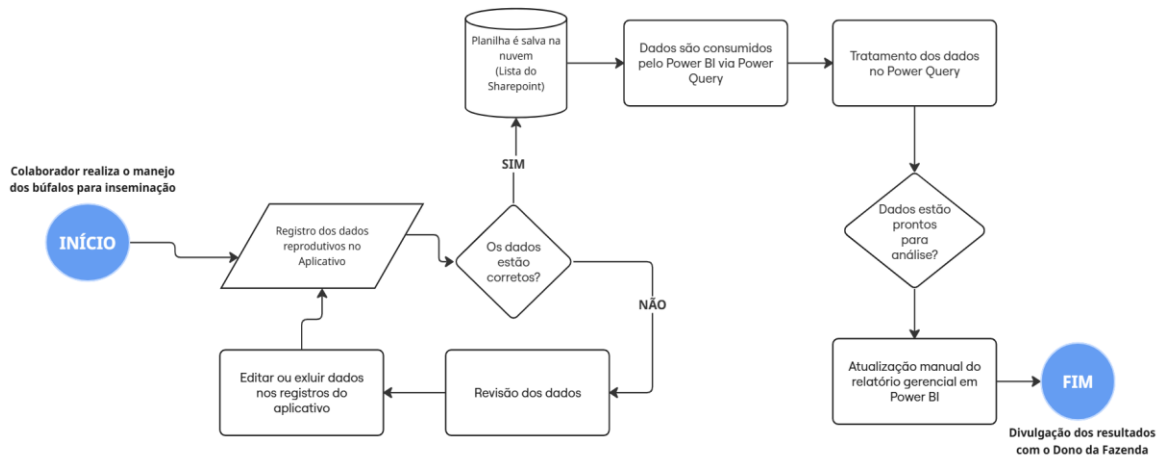 Planilha é salva na
nuvem
(Lista do
Sharepoint)
Dados são consumidos
pelo Power BI via Power
Query
Tratamento dos dados
no Power Query
SIM
Colaborador realiza o manejo
dos búfalos para inseminação
INÍCIO
Registro dos dados
reprodutivos no
Aplicativo
Os dados
estão
corretos?
Dados estão
prontos
para
análise?
NÃO
Editar ou exluir dados
nos registros do
aplicativo
Revisão dos dados
Atualização manual do
relatório gerencial em
Power BI
FIM
Divulgação dos resultados
com o Dono da Fazenda